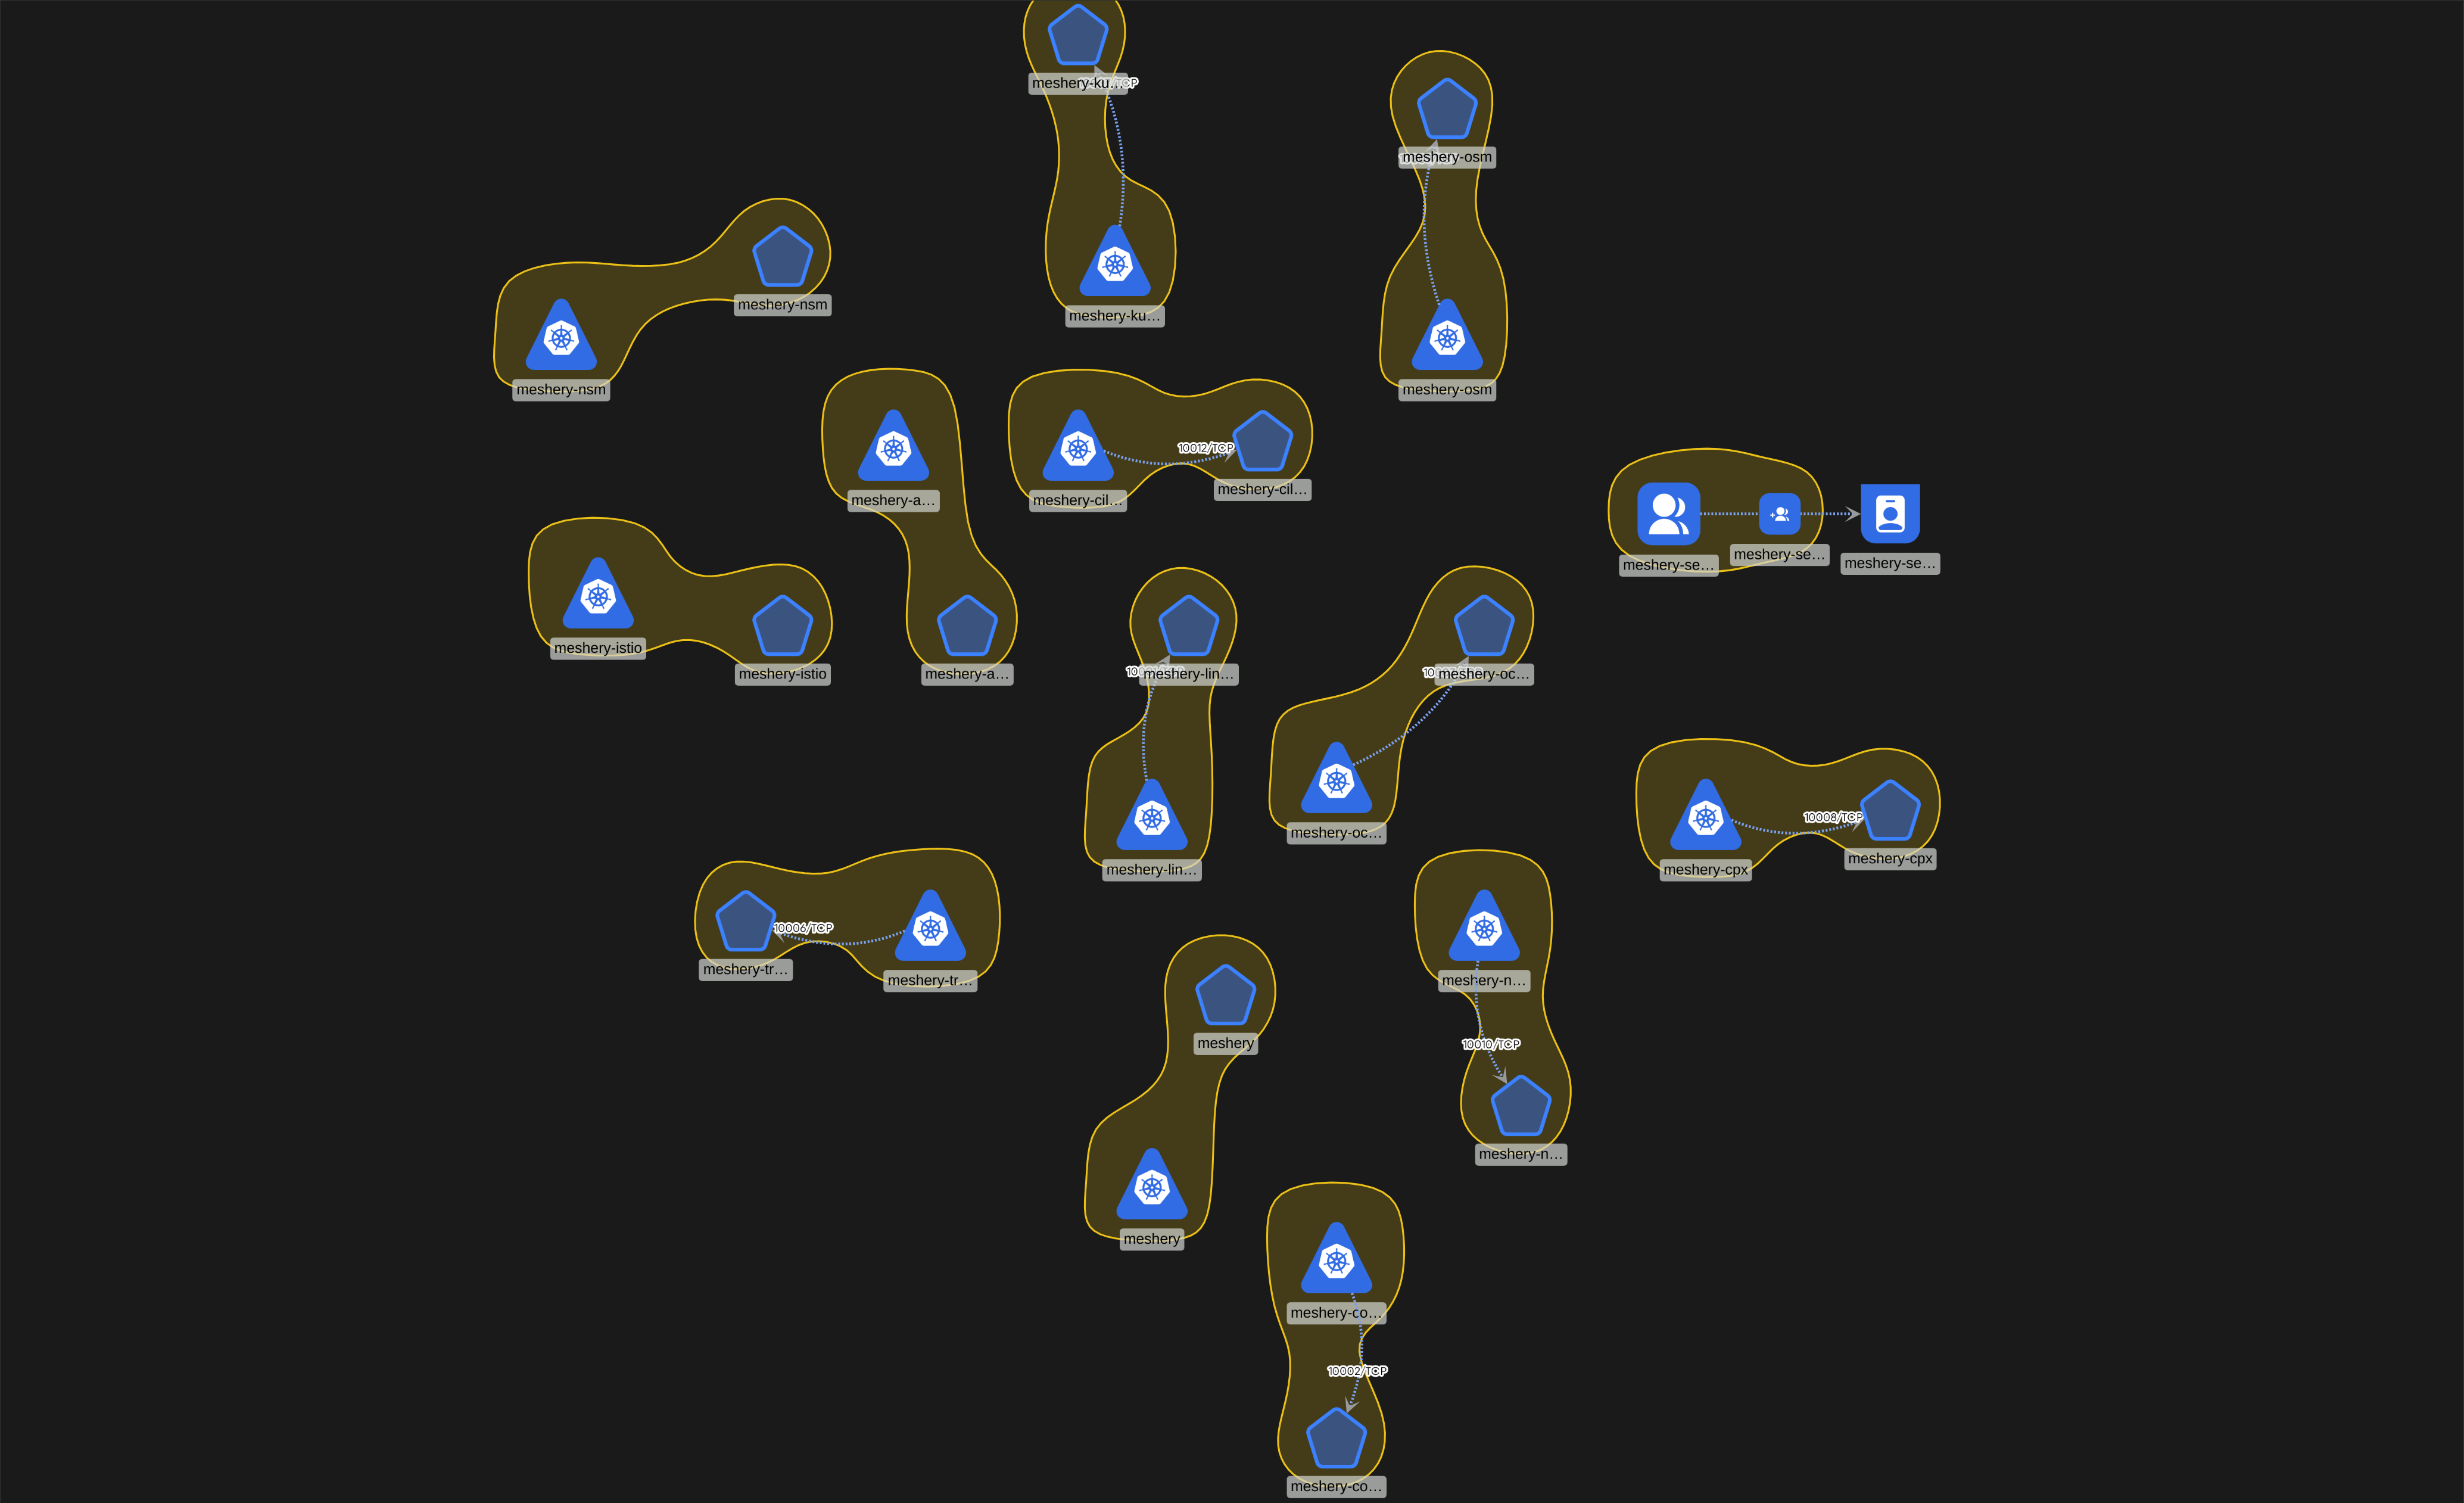 meshery-ku…
meshery-osm
meshery-nsm
meshery-ku…
meshery-nsm
meshery-osm
10012/TCP
meshery-a…
meshery-cil…
meshery-cil…
meshery-se…
meshery-se…
meshery-se…
meshery-istio
meshery-istio
meshery-a…
meshery-lin…
meshery-oc…
10008/TCP
meshery-oc…
meshery-cpx
meshery-lin…
meshery-cpx
10006/TCP
meshery-tr…
meshery-tr…
meshery-n…
10010/TCP
meshery
meshery-n…
meshery
meshery-co…
10002/TCP
meshery-co…